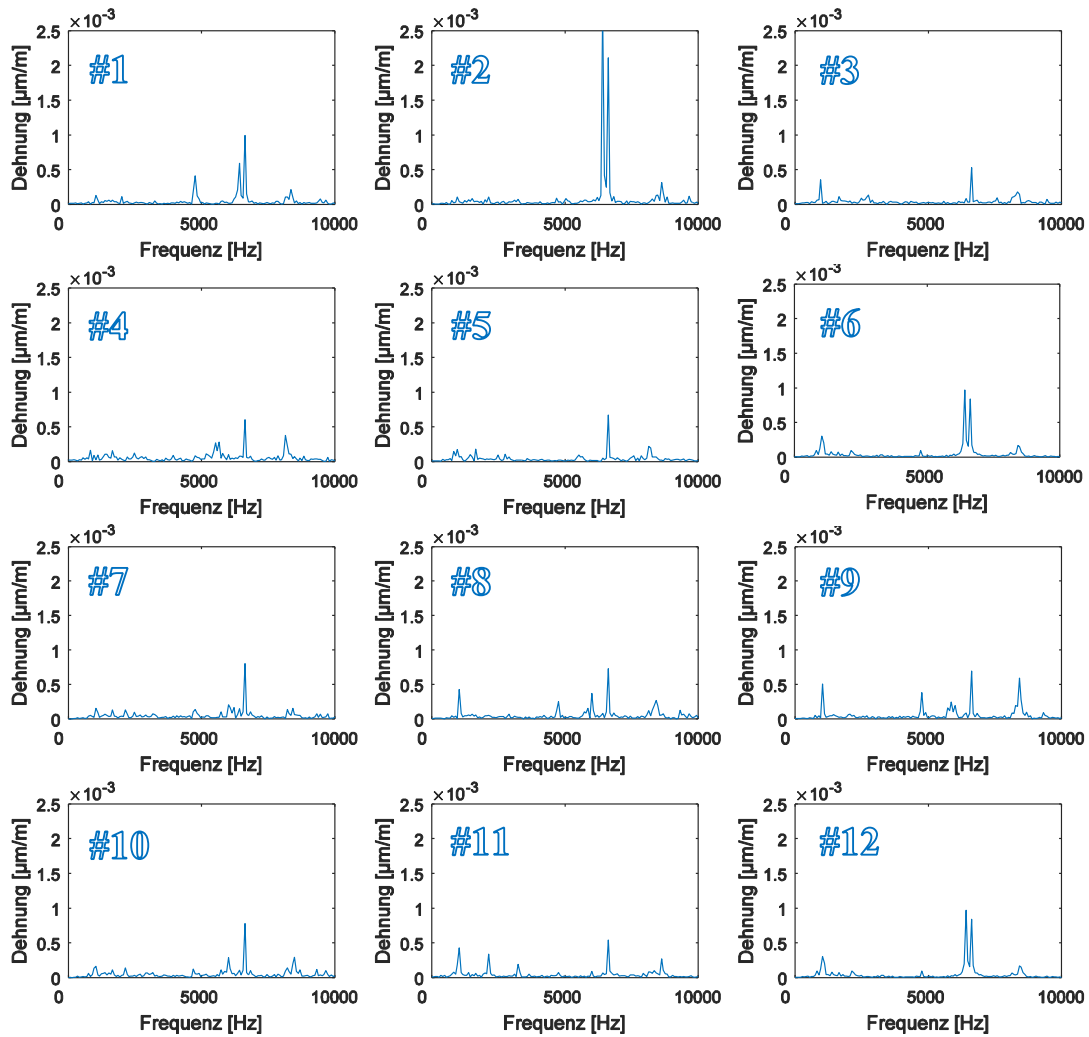 ×10⁻³ ×10⁻³ ×10⁻³
2.5 2.5 2.5
#1 #2 #3
2 2 2
1.5 1.5 1.5
Dehnung [µm/m] Dehnung [µm/m] Dehnung [µm/m]
1 1 1
0.5 0.5 0.5
0 0 0
0 5000 10000 0 5000 10000 0 5000 10000
Frequenz [Hz] Frequenz [Hz] Frequenz [Hz]
×10⁻³ ×10⁻³ ×10⁻³
2.5 2.5 2.5
#4 #5 #6
2 2 2
1.5 1.5 1.5
Dehnung [µm/m] Dehnung [µm/m] Dehnung [µm/m]
1 1 1
0.5 0.5 0.5
0 0 0
0 5000 10000 0 5000 10000 0 5000 10000
Frequenz [Hz] Frequenz [Hz] Frequenz [Hz]
×10⁻³ ×10⁻³ ×10⁻³
2.5 2.5 2.5
#7 #8 #9
2 2 2
1.5 1.5 1.5
Dehnung [µm/m] Dehnung [µm/m] Dehnung [µm/m]
1 1 1
0.5 0.5 0.5
0 0 0
0 5000 10000 0 5000 10000 0 5000 10000
Frequenz [Hz] Frequenz [Hz] Frequenz [Hz]
×10⁻³ ×10⁻³ ×10⁻³
2.5 2.5 2.5
#10 #11 #12
2 2 2
1.5 1.5 1.5
Dehnung [µm/m] Dehnung [µm/m] Dehnung [µm/m]
1 1 1
0.5 0.5 0.5
0 0 0
0 5000 10000 0 5000 10000 0 5000 10000
Frequenz [Hz] Frequenz [Hz] Frequenz [Hz]